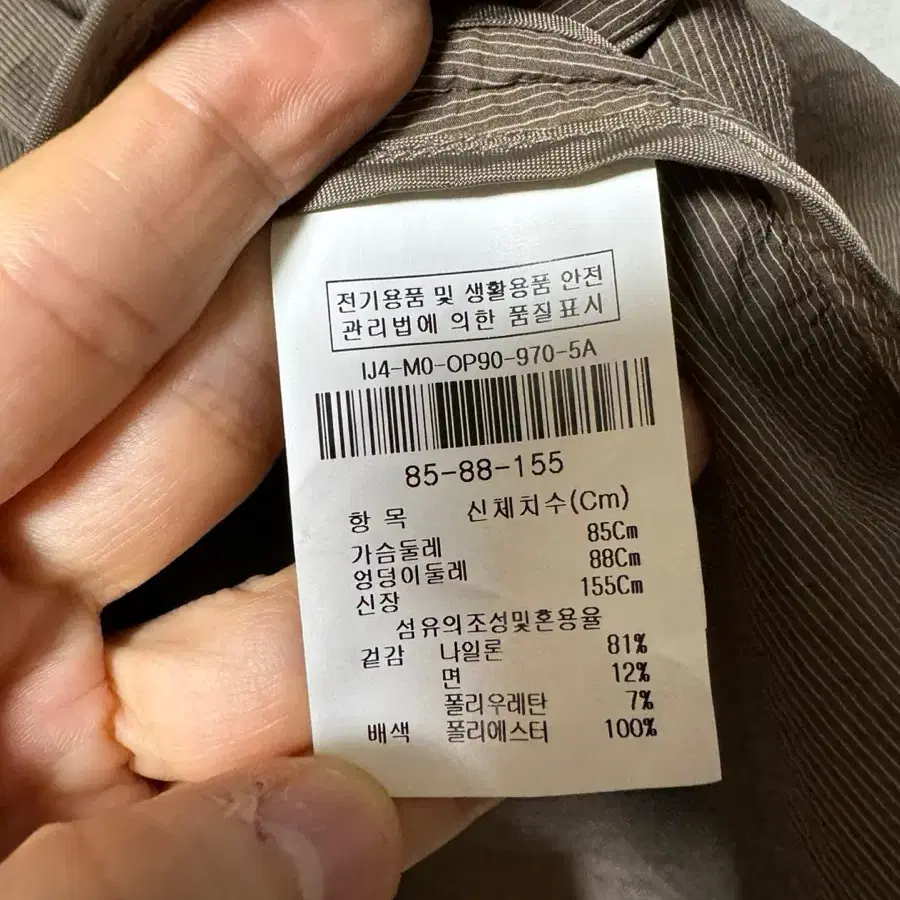 전기용품 및 생활용품 안전
관리법에 의한 품질표시
IJ4-M0-OP90-970-5A
85-88-155
항 목 신체치수(Cm)
가슴둘레 85Cm
엉덩이둘레 88Cm
신장 155Cm
섬유의조성및혼용율
겉감 나일론 81%
면 12%
폴리우레탄 7%
배색 폴리에스터 100%